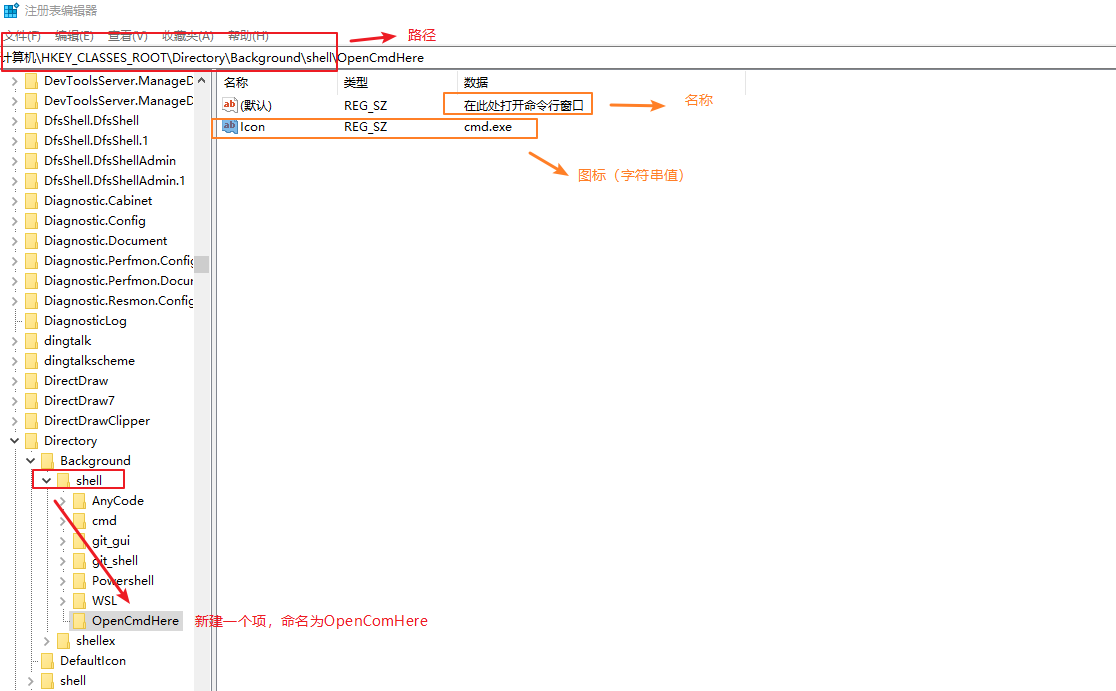 注册表编辑器
文件(F) 编辑(E) 查看(V) 收藏夹(A) 帮助(H)
路径
计算机\HKEY_CLASSES_ROOT\Directory\Background\shell\OpenCmdHere
DevToolsServer.ManageD
DevToolsServer.ManageD
DfsShell.DfsShell
DfsShell.DfsShell.1
DfsShell.DfsShellAdmin
DfsShell.DfsShellAdmin.1
Diagnostic.Cabinet
Diagnostic.Config
Diagnostic.Document
Diagnostic.Perfmon.Config
Diagnostic.Perfmon.Docur
Diagnostic.Resmon.Config
DiagnosticLog
dingtalk
dingtalkscheme
DirectDraw
DirectDraw7
DirectDrawClipper
Directory
Background
shell
AnyCode
cmd
git_gui
git_shell
Powershell
WSL
OpenCmdHere
shellex
DefaultIcon
shell
名称 类型 数据
ab (默认) REG_SZ 在此处打开命令行窗口
名称
ab Icon REG_SZ cmd.exe
图标（字符串值）
新建一个项，命名为OpenComHere